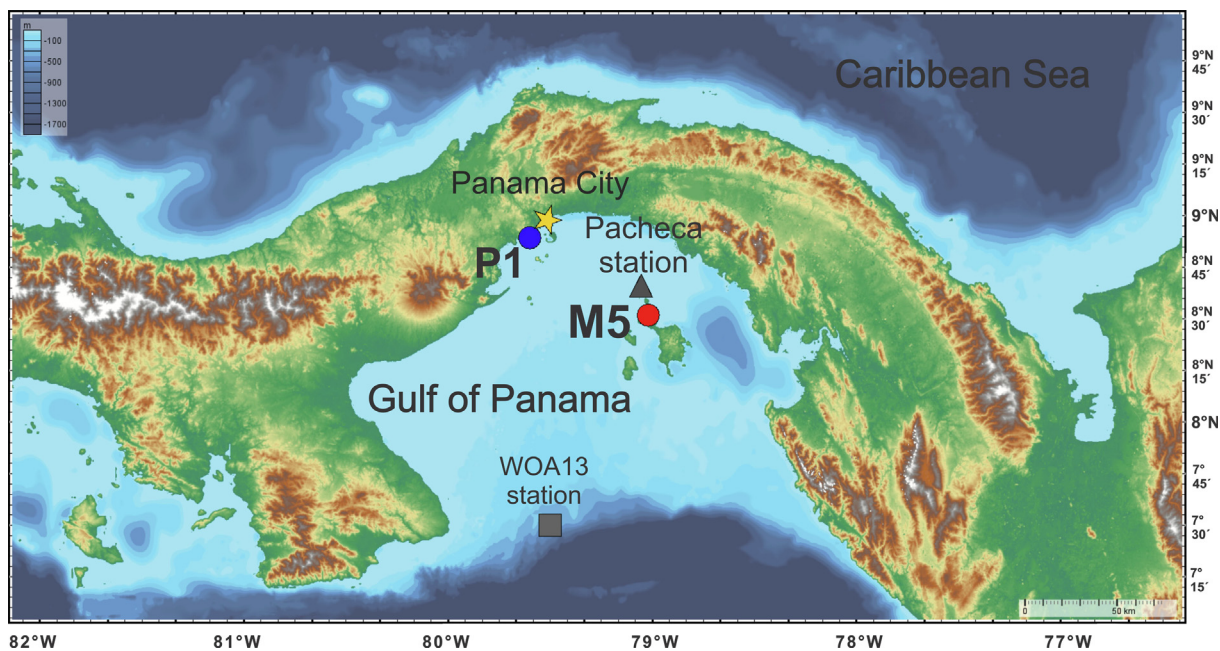 m
-100
-500
-900
-1300
-1700
Caribbean Sea
9°N
45´
9°N
30´
9°N
15´
Panama City
9°N
Pacheca
station
P1
8°N
45´
M5
8°N
30´
8°N
15´
Gulf of Panama
8°N
WOA13
station
7°
45´
7°
30´
7°
15´
0
50 km
82°W
81°W
80°W
79°W
78°W
77°W